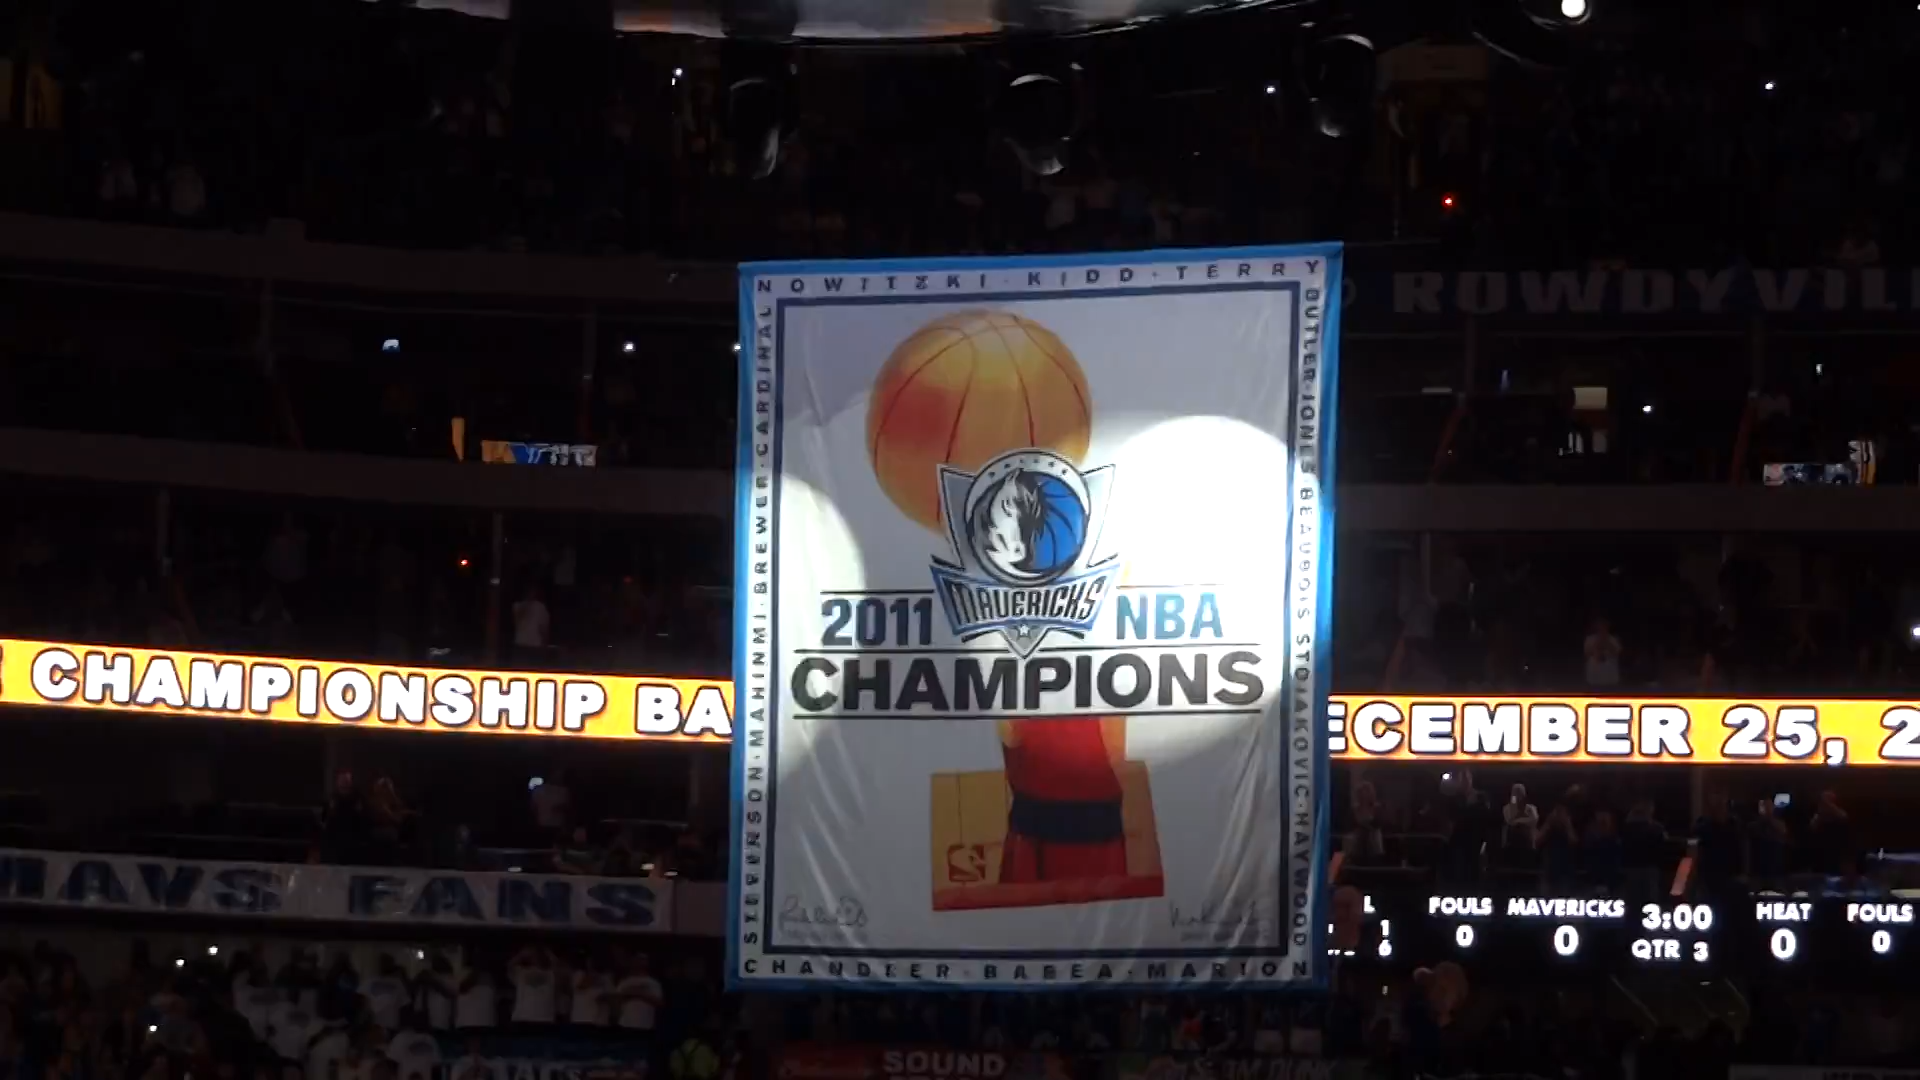 ROWDYVIL
NOWITZKI · KIDD · TERRY
BUTLER · JONES · BEAUBOIS · STOJAKOVIC · HAYWOOD
CARDINAL
BREWER
MAHINMI
STEVENSON
MAVERICKS
2011 NBA
CHAMPIONS
CHANDLER · BAREA · MARION
CHAMPIONSHIP BA
ECEMBER 25, 2
MAVS FANS
FOULS MAVERICKS 3:00 HEAT FOULS
0 0 QTR 3 0 0
SOUND